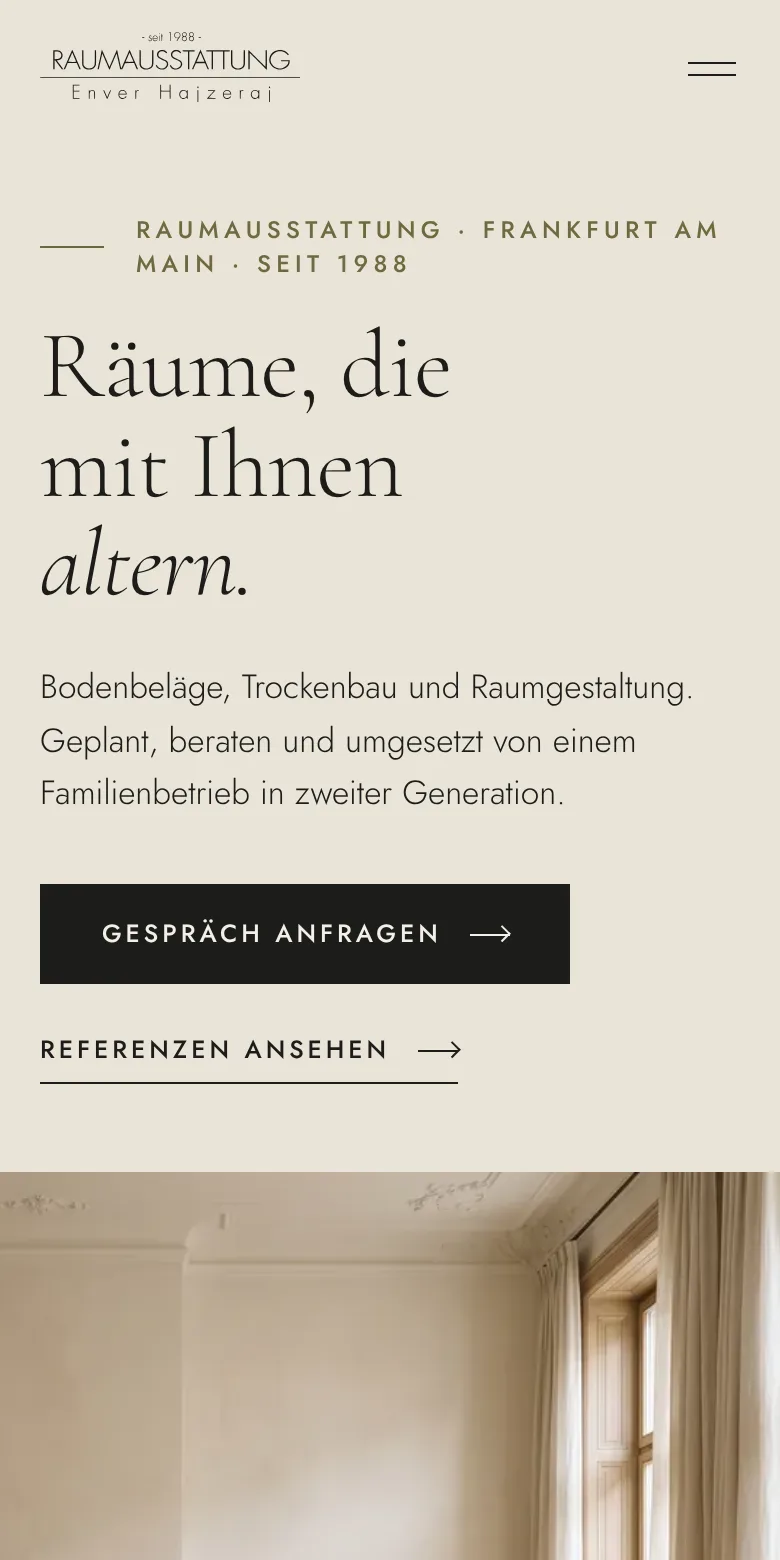 - seit 1988 -
RAUMAUSSTATTUNG
Enver Hajzeraj
RAUMAUSSTATTUNG · FRANKFURT AM
MAIN · SEIT 1988
Räume, die
mit Ihnen
altern.
Bodenbeläge, Trockenbau und Raumgestaltung.
Geplant, beraten und umgesetzt von einem
Familienbetrieb in zweiter Generation.
GESPRÄCH ANFRAGEN
REFERENZEN ANSEHEN